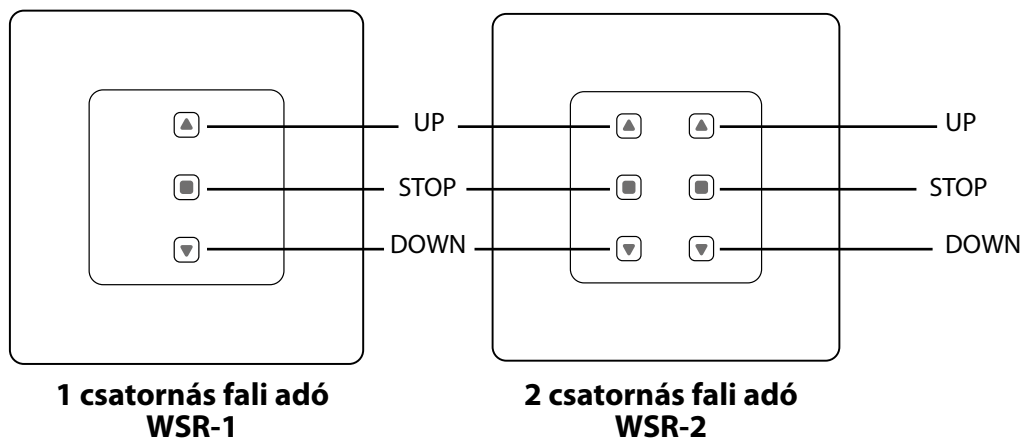 UP
UP
STOP
STOP
DOWN
DOWN
1 csatornás fali adó
WSR-1
2 csatornás fali adó
WSR-2